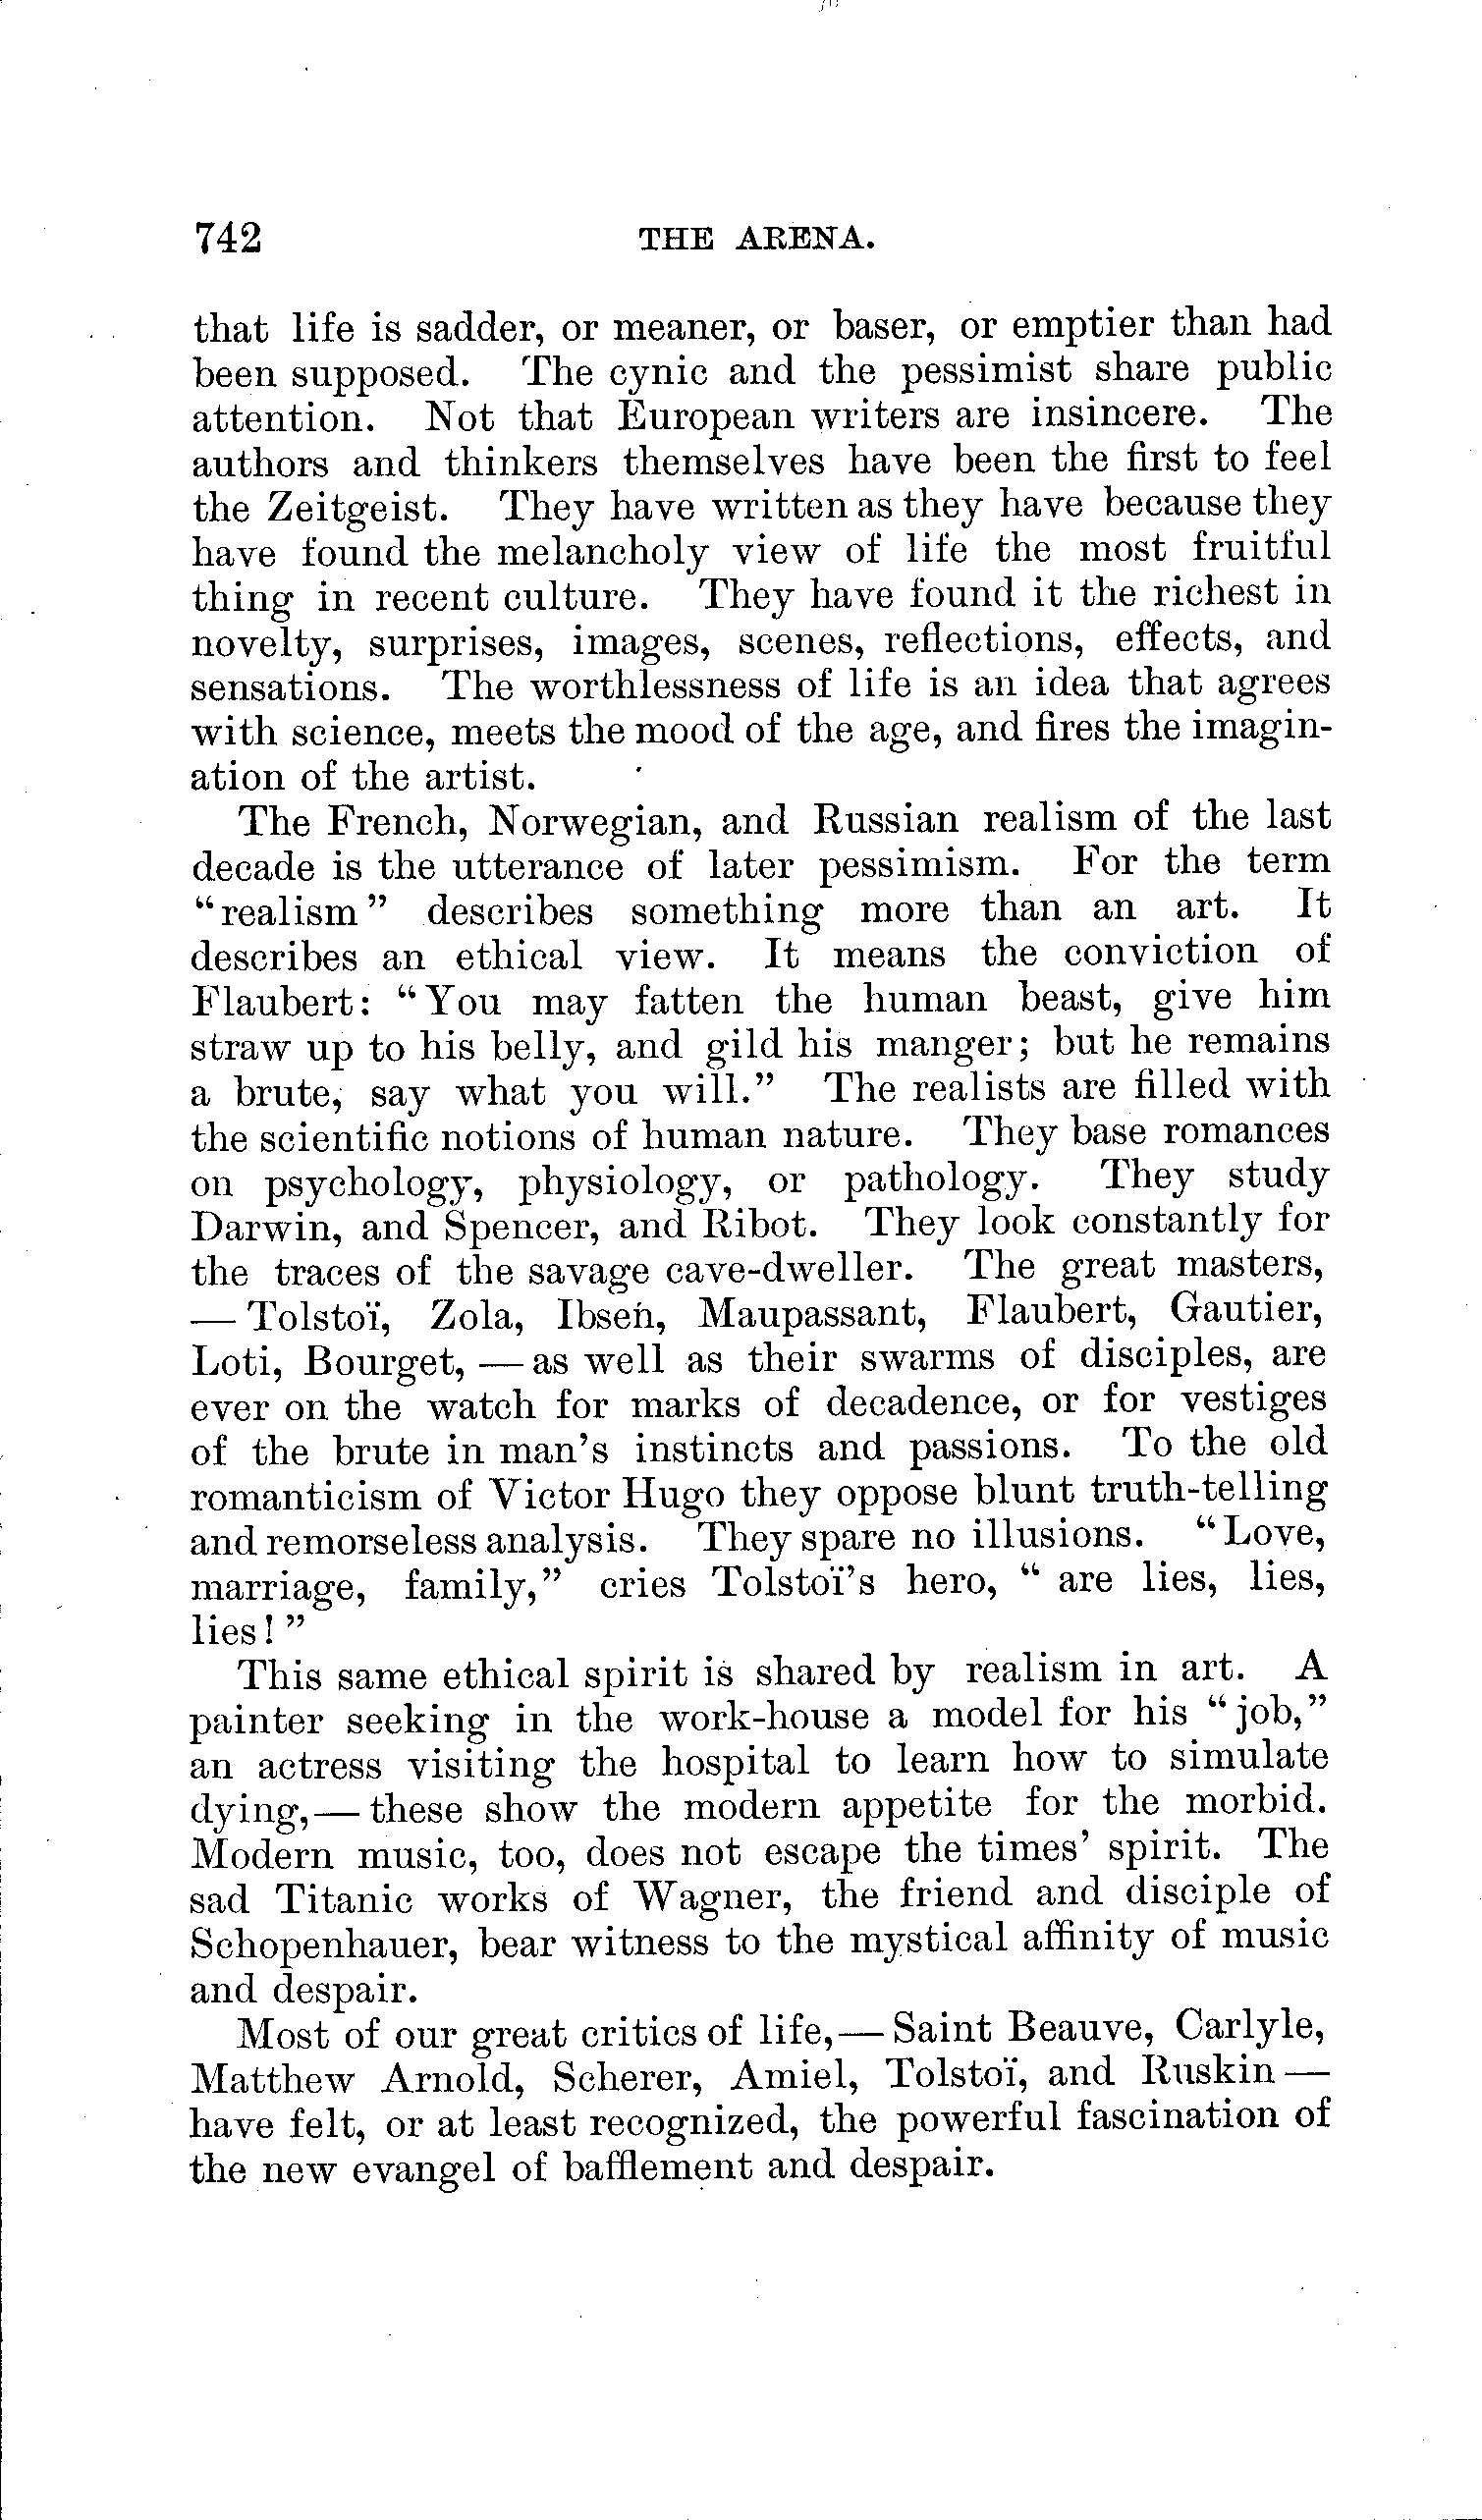 742 THE ARENA.
that life is sadder, or meaner, or baser, or emptier than had
been supposed. The cynic and the pessimist share public
attention. Not that European writers are insincere. The
authors and thinkers themselves have been the first to feel
the Zeitgeist. They have written as they have because they
have found the melancholy view of life the most fruitful
thing in recent culture. They have found it the richest in
novelty, surprises, images, scenes, reflections, effects, and
sensations. The worthlessness of life is an idea that agrees
with science, meets the mood of the age, and fires the imagin-
ation of the artist.
The French, Norwegian, and Russian realism of the last
decade is the utterance of later pessimism. For the term
“realism” describes something more than an art. It
describes an ethical view. It means the conviction of
Flaubert: “You may fatten the human beast, give him
straw up to his belly, and gild his manger; but he remains
a brute, say what you will.” The realists are filled with
the scientific notions of human nature. They base romances
on psychology, physiology, or pathology. They study
Darwin, and Spencer, and Ribot. They look constantly for
the traces of the savage cave-dweller. The great masters,
— Tolstoï, Zola, Ibsen, Maupassant, Flaubert, Gautier,
Loti, Bourget, — as well as their swarms of disciples, are
ever on the watch for marks of decadence, or for vestiges
of the brute in man’s instincts and passions. To the old
romanticism of Victor Hugo they oppose blunt truth-telling
and remorseless analysis. They spare no illusions. “Love,
marriage, family,” cries Tolstoï’s hero, “ are lies, lies,
lies! ”
This same ethical spirit is shared by realism in art. A
painter seeking in the work-house a model for his “job,”
an actress visiting the hospital to learn how to simulate
dying,— these show the modern appetite for the morbid.
Modern music, too, does not escape the times’ spirit. The
sad Titanic works of Wagner, the friend and disciple of
Schopenhauer, bear witness to the mystical affinity of music
and despair.
Most of our great critics of life,— Saint Beauve, Carlyle,
Matthew Arnold, Scherer, Amiel, Tolstoï, and Ruskin —
have felt, or at least recognized, the powerful fascination of
the new evangel of bafflement and despair.